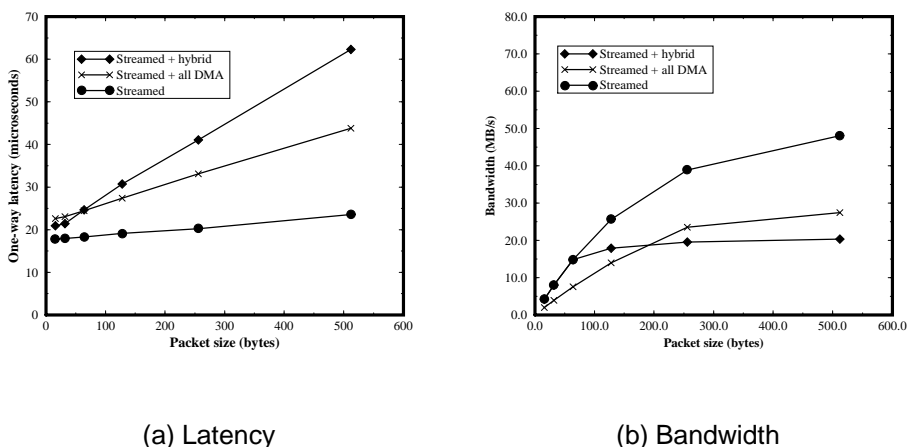 70
60
50
40
30
20
10
0
0 100 200 300 400 500 600
One-way latency (microseconds)
Packet size (bytes)
Streamed + hybrid
Streamed + all DMA
Streamed
80.0
70.0
60.0
50.0
40.0
30.0
20.0
10.0
0.0
0.0 100.0 200.0 300.0 400.0 500.0 600.0
Bandwidth (MB/s)
Packet size (bytes)
Streamed + hybrid
Streamed + all DMA
Streamed
(a) Latency
(b) Bandwidth